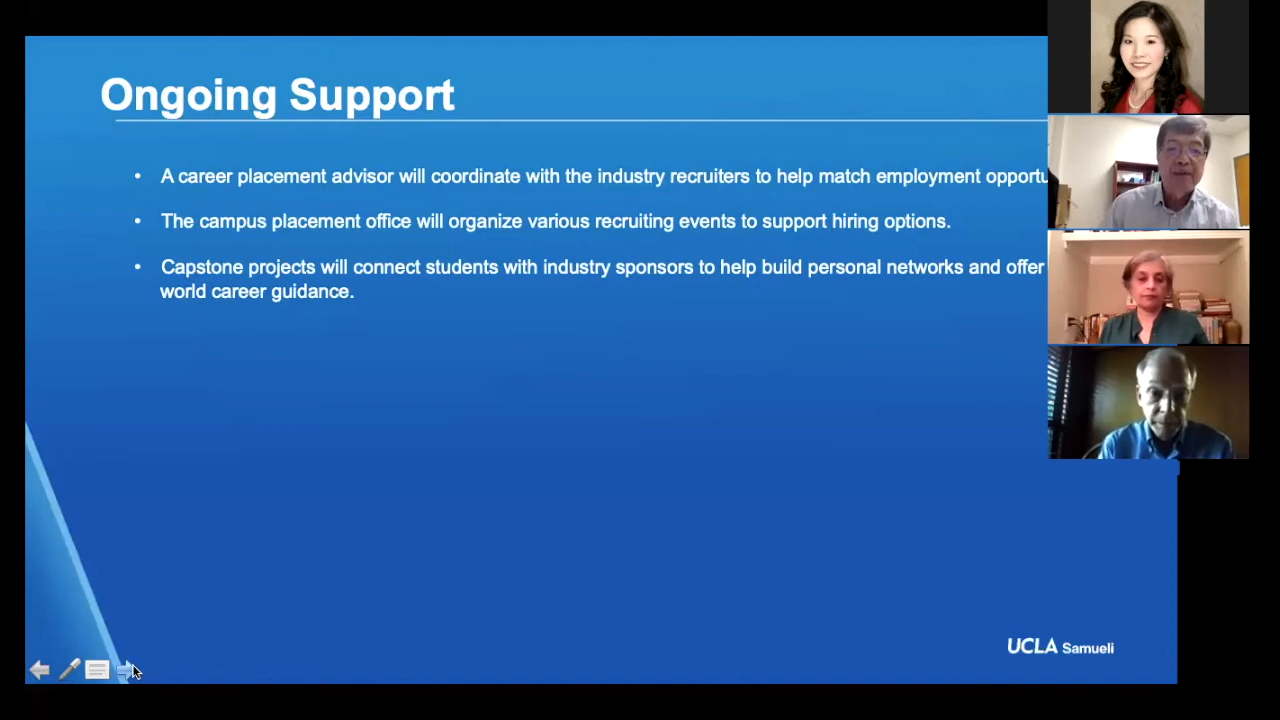 Ongoing Support
• A career placement advisor will coordinate with the industry recruiters to help match employment opportu
• The campus placement office will organize various recruiting events to support hiring options.
• Capstone projects will connect students with industry sponsors to help build personal networks and offer
world career guidance.
UCLA Samueli